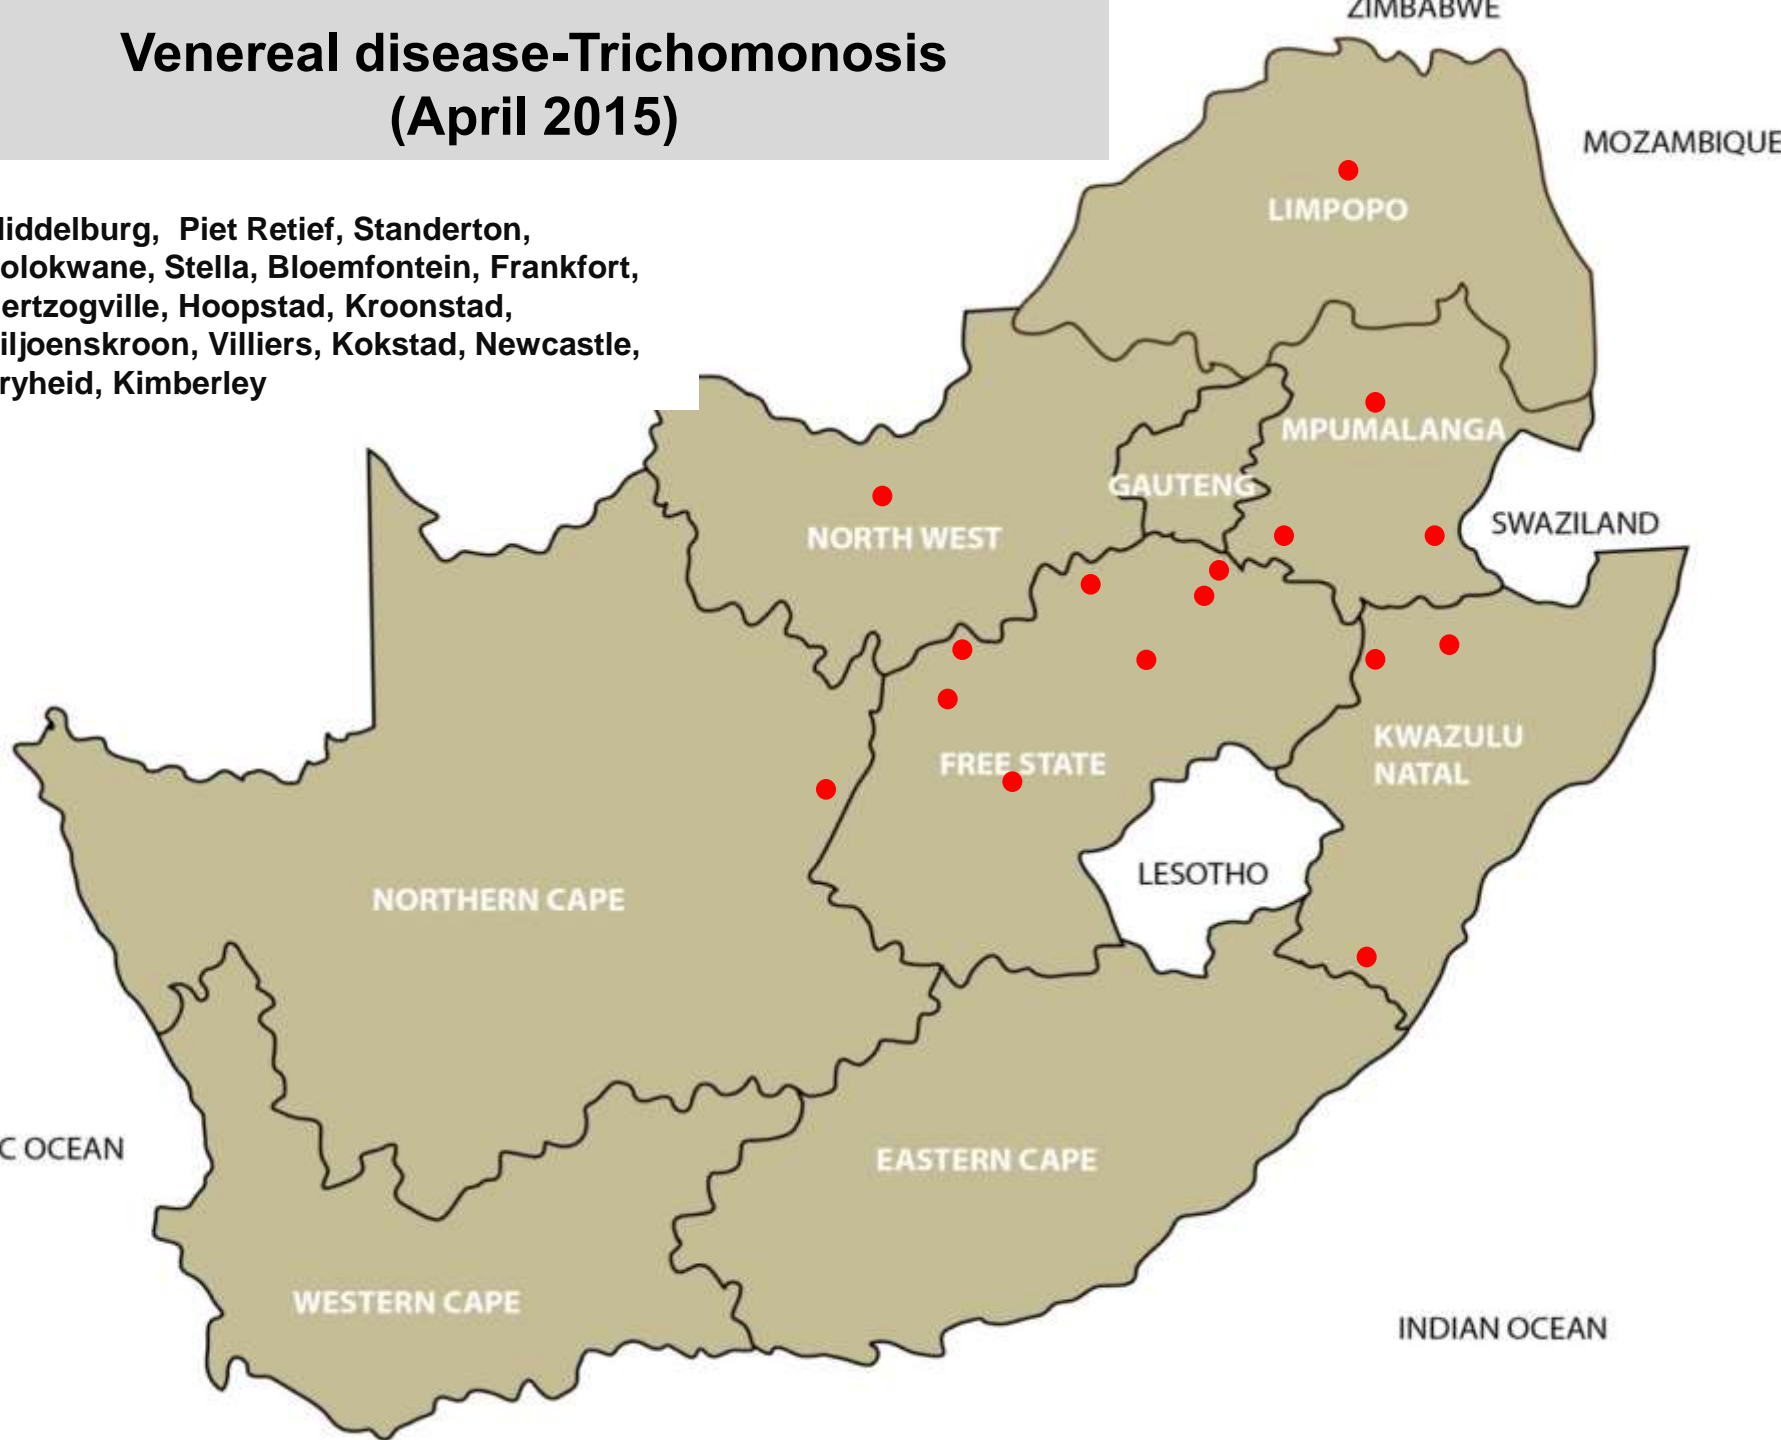 Venereal disease-Trichomonosis
(April 2015)
iddelburg, Piet Retief, Standerton,
olokwane, Stella, Bloemfontein, Frankfort,
ertzogville, Hoopstad, Kroonstad,
iljoenskroon, Villiers, Kokstad, Newcastle,
ryheid, Kimberley
ZIMBABWE
MOZAMBIQUE
LIMPOPO
MPUMALANGA
GAUTENG
SWAZILAND
NORTH WEST
KWAZULU
NATAL
FREE STATE
LESOTHO
NORTHERN CAPE
C OCEAN
EASTERN CAPE
WESTERN CAPE
INDIAN OCEAN